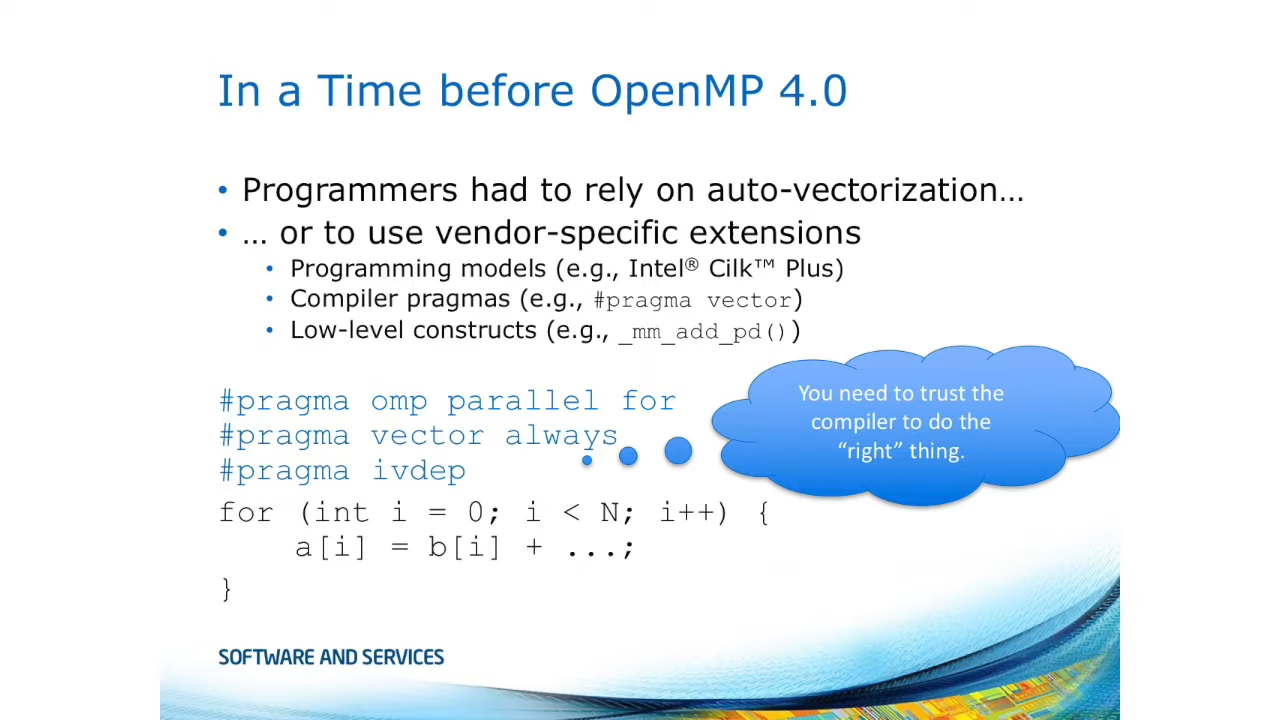 In a Time before OpenMP 4.0
• Programmers had to rely on auto-vectorization…
• … or to use vendor-specific extensions
• Programming models (e.g., Intel® Cilk™ Plus)
• Compiler pragmas (e.g., #pragma vector)
• Low-level constructs (e.g., _mm_add_pd())
#pragma omp parallel for
#pragma vector always
#pragma ivdep
for (int i = 0; i < N; i++) {
    a[i] = b[i] + ...;
}
You need to trust the
compiler to do the
“right” thing.
SOFTWARE AND SERVICES